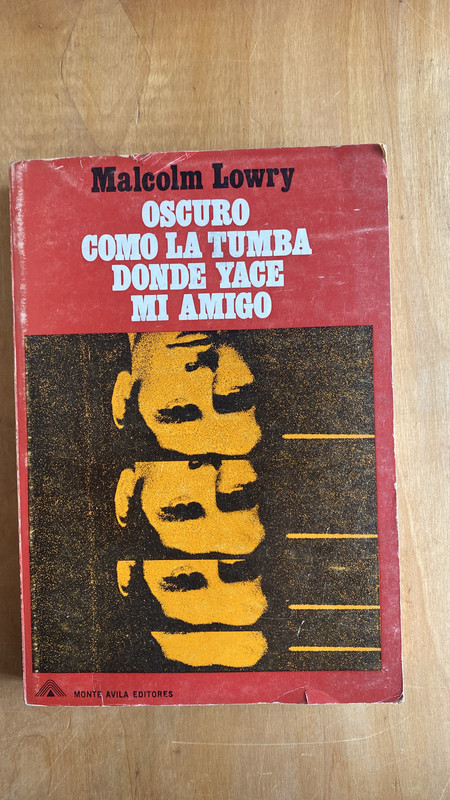 Malcolm Lowry
OSCURO
COMO LA TUMBA
DONDE YACE
MI AMIGO
MONTE AVILA EDITORES